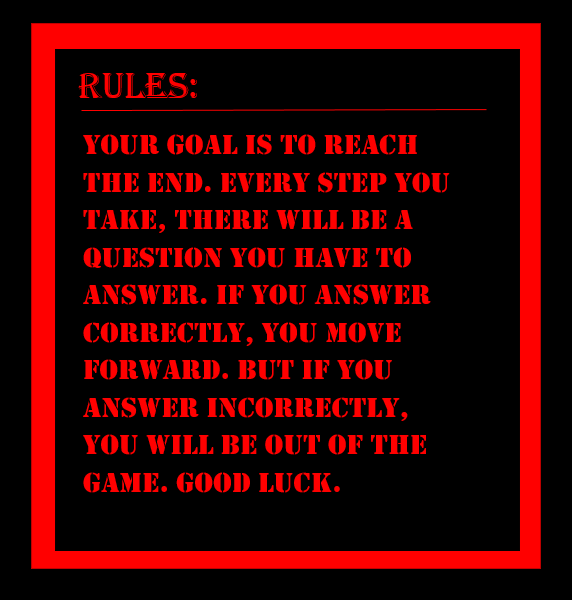 RULES:
YOUR GOAL IS TO REACH
THE END. EVERY STEP YOU
TAKE, THERE WILL BE A
QUESTION YOU HAVE TO
ANSWER. IF YOU ANSWER
CORRECTLY, YOU MOVE
FORWARD. BUT IF YOU
ANSWER INCORRECTLY,
YOU WILL BE OUT OF THE
GAME. GOOD LUCK.